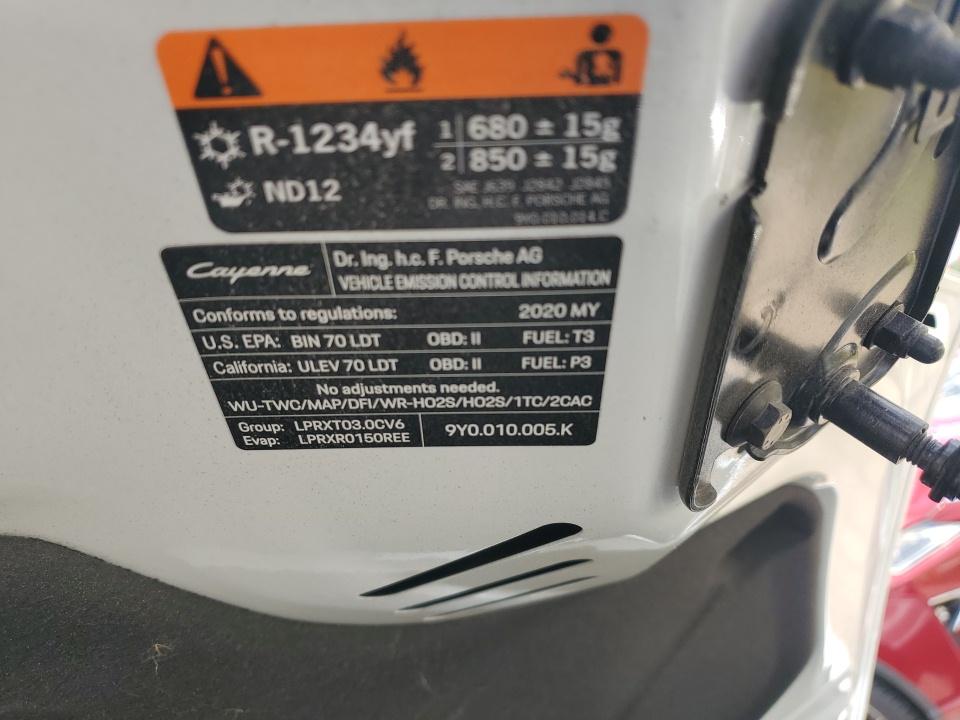 R-1234yf
1 680 ± 15g
2 850 ± 15g
ND12
SAE J639 J2842 J2845
DR. ING. H.C. F. PORSCHE AG
Cayenne
Dr. Ing. h.c. F. Porsche AG
VEHICLE EMISSION CONTROL INFORMATION
Conforms to regulations: 2020 MY
U.S. EPA: BIN 70 LDT OBD: II FUEL: T3
California: ULEV 70 LDT OBD: II FUEL: P3
No adjustments needed.
WU-TWC/MAP/DFI/WR-HO2S/HO2S/1TC/2CAC
Group: LPRXT03.0CV6
Evap: LPRXR0150REE
9Y0.010.005.K